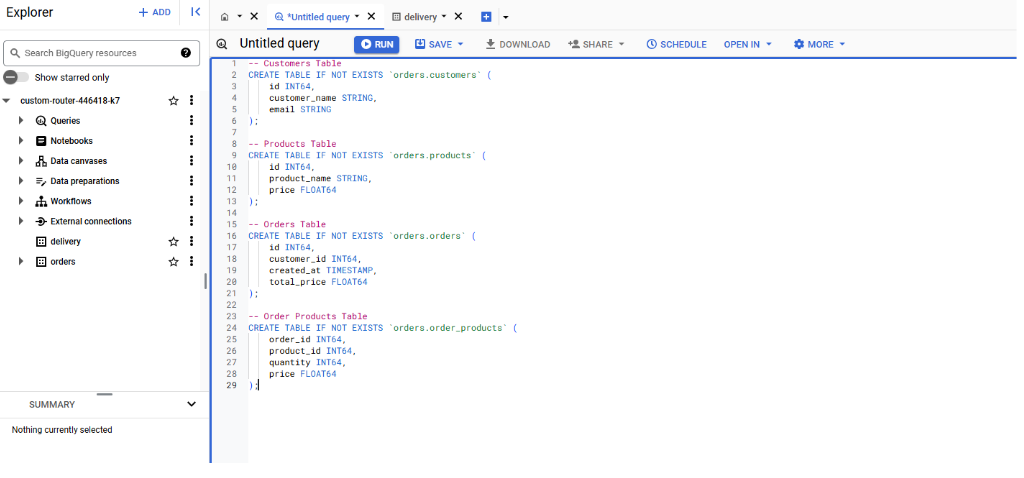 Explorer
+ ADD
*Untitled query
delivery
Search BigQuery resources
Show starred only
custom-router-446418-k7
Queries
Notebooks
Data canvases
Data preparations
Workflows
External connections
delivery
orders
SUMMARY
Nothing currently selected
Untitled query
RUN
SAVE
DOWNLOAD
SHARE
SCHEDULE
OPEN IN
MORE
1 -- Customers Table
2 CREATE TABLE IF NOT EXISTS `orders.customers` (
3 id INT64,
4 customer_name STRING,
5 email STRING
6 );
7
8 -- Products Table
9 CREATE TABLE IF NOT EXISTS `orders.products` (
10 id INT64,
11 product_name STRING,
12 price FLOAT64
13 );
14
15 -- Orders Table
16 CREATE TABLE IF NOT EXISTS `orders.orders` (
17 id INT64,
18 customer_id INT64,
19 created_at TIMESTAMP,
20 total_price FLOAT64
21 );
22
23 -- Order Products Table
24 CREATE TABLE IF NOT EXISTS `orders.order_products` (
25 order_id INT64,
26 product_id INT64,
27 quantity INT64,
28 price FLOAT64
29 );